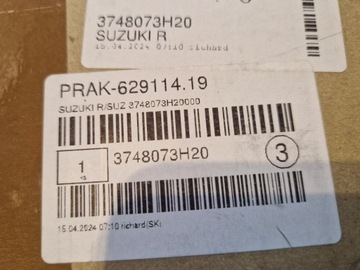 3748073H20
SUZUKI R
15.04.2024 07:10 richard
PRAK-629114.19
SUZUKI R/SUZ 3748073H20000
1
3748073H20
3
15.04.2024 07:10 richard(SK)